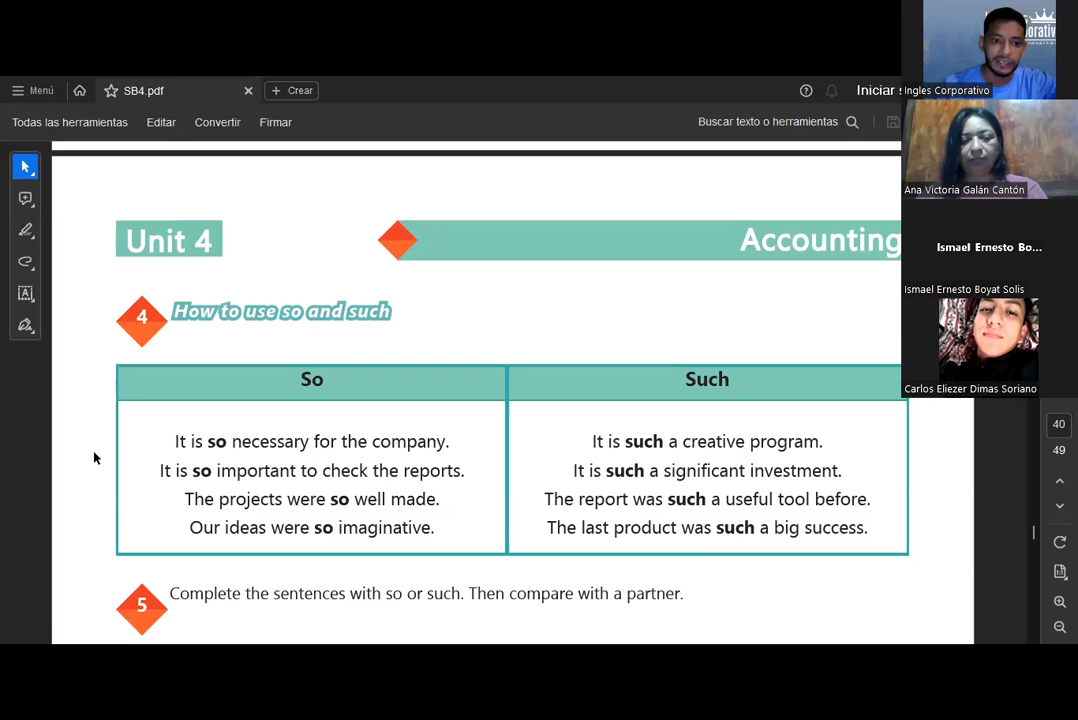 Menú
SB4.pdf
Crear
Iniciar s
Todas las herramientas
Editar
Convertir
Firmar
Buscar texto o herramientas
Unit 4
Accounting
4
How to use so and such
So
Such
It is so necessary for the company.
It is so important to check the reports.
The projects were so well made.
Our ideas were so imaginative.
It is such a creative program.
It is such a significant investment.
The report was such a useful tool before.
The last product was such a big success.
5
Complete the sentences with so or such. Then compare with a partner.
Ingles Corporativo
Ana Victoria Galán Cantón
Ismael Ernesto Bo...
Ismael Ernesto Boyat Solis
Carlos Eliezer Dimas Soriano
40
49